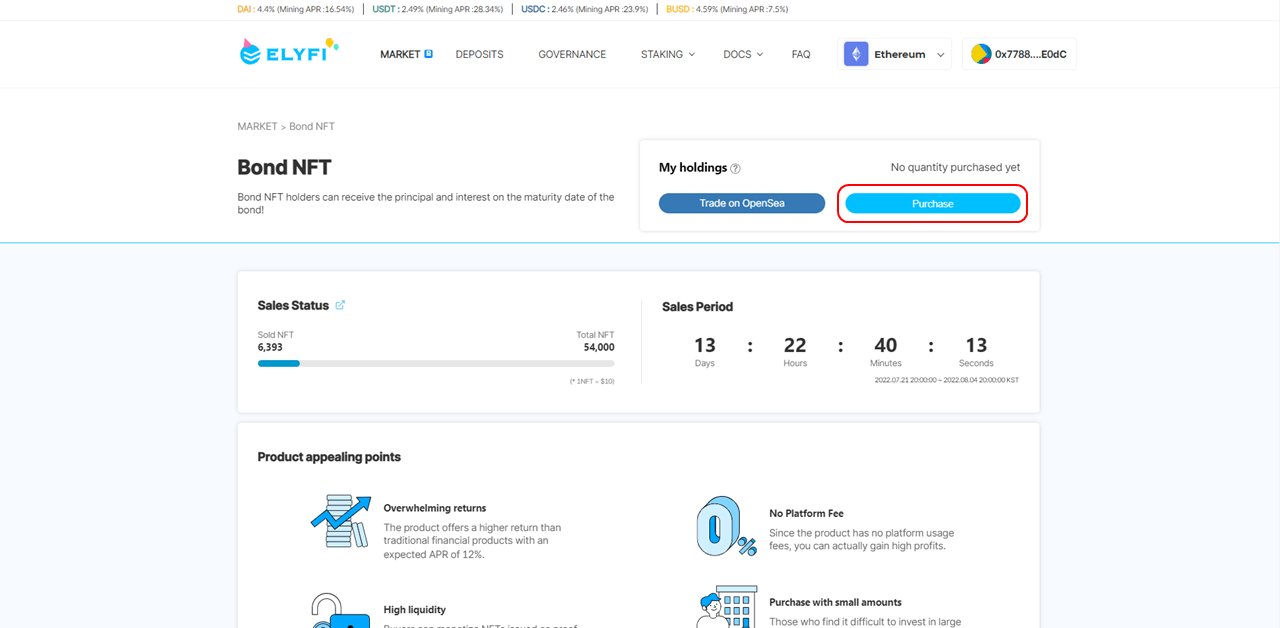 DAI : 4.4% (Mining APR :16.54%) USDT : 2.49% (Mining APR :28.34%) USDC : 2.46% (Mining APR :23.9%) BUSD : 4.59% (Mining APR :7.5%)
ELYFI
MARKET
DEPOSITS
GOVERNANCE
STAKING
DOCS
FAQ
Ethereum
0x7788....E0dC
MARKET > Bond NFT
Bond NFT
Bond NFT holders can receive the principal and interest on the maturity date of the
bond!
My holdings ?
No quantity purchased yet
Trade on OpenSea
Purchase
Sales Status
Sold NFT
6,393
Total NFT
54,000
(* 1NFT = $10)
Sales Period
13 : 22 : 40 : 13
Days Hours Minutes Seconds
2022.07.21 20:00:00 ~ 2022.08.04 20:00:00 KST
Product appealing points
Overwhelming returns
The product offers a higher return than
traditional financial products with an
expected APR of 12%.
0%
No Platform Fee
Since the product has no platform usage
fees, you can actually gain high profits.
High liquidity
Buyers can monetize NFTs issued as proof
Purchase with small amounts
Those who find it difficult to invest in large